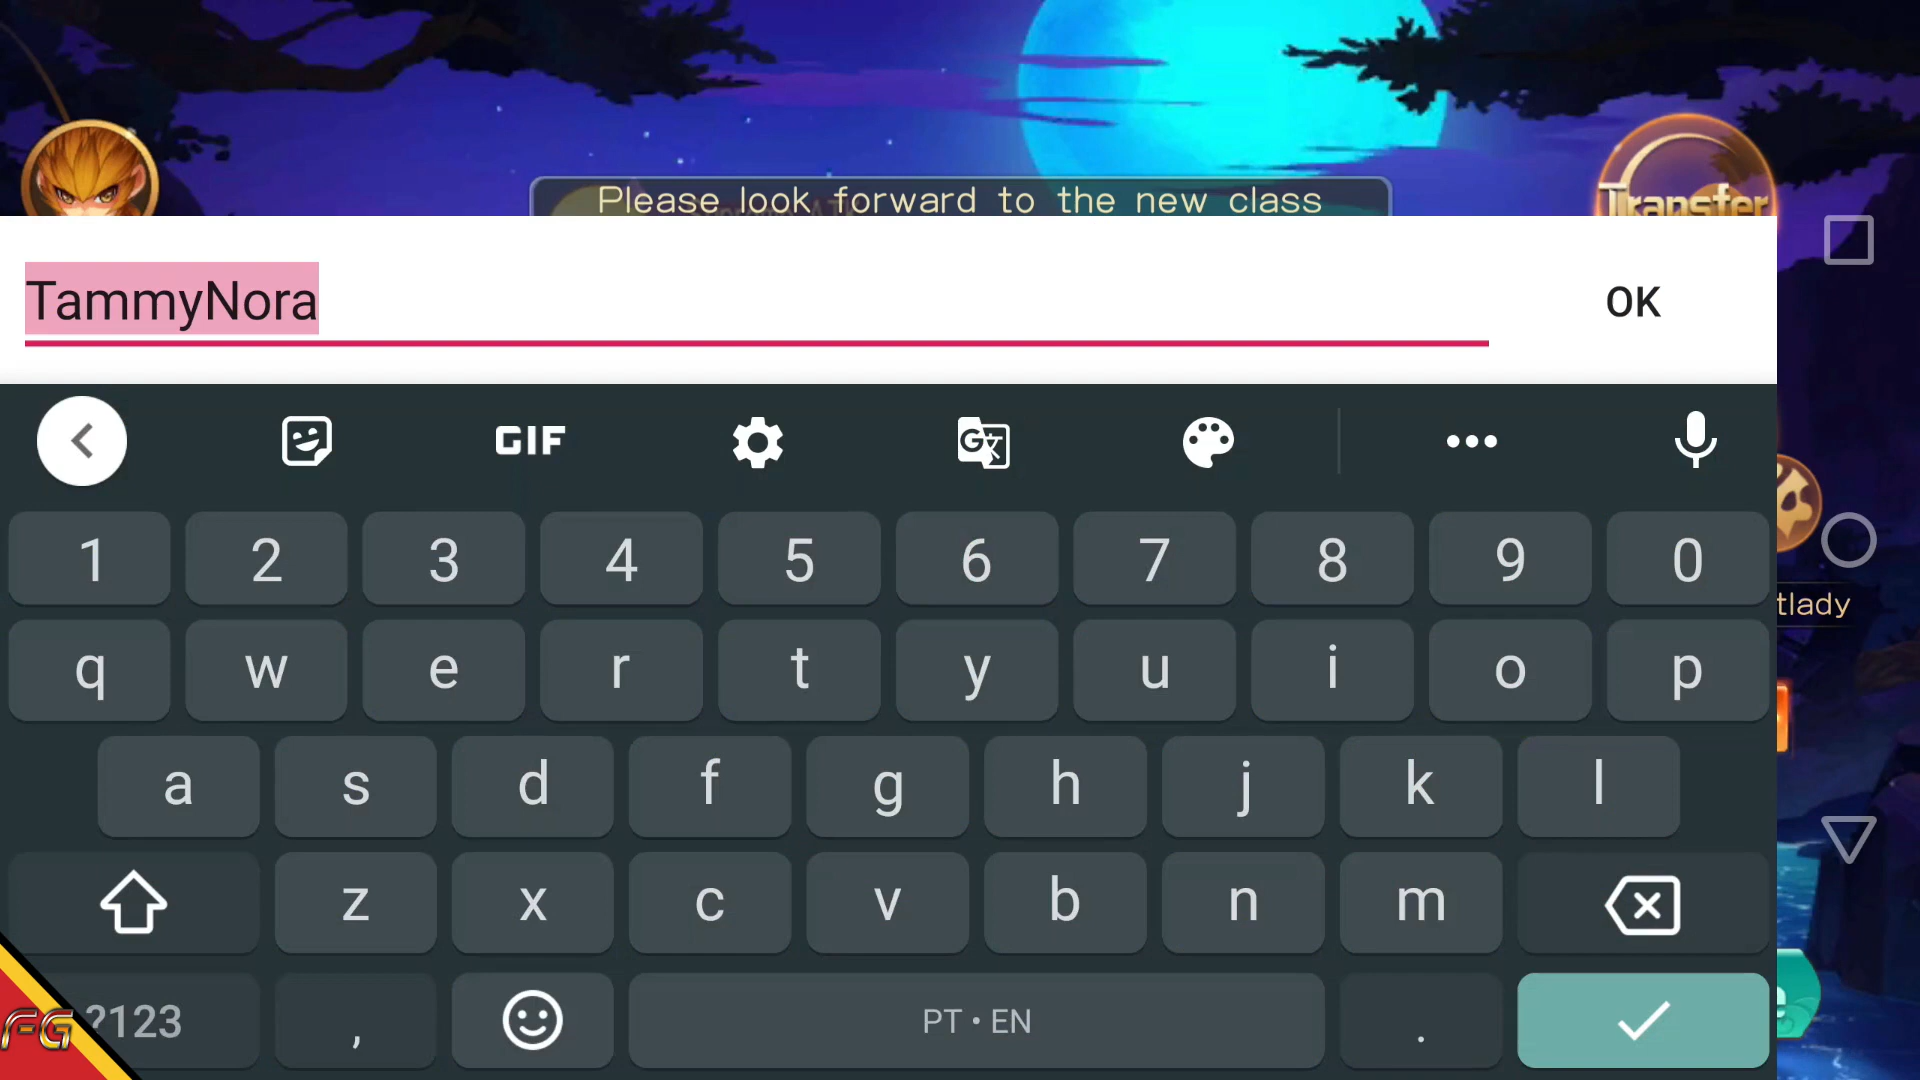 Please look forward to the new class
Transfer
TammyNora
OK
GIF
G
1 2 3 4 5 6 7 8 9 0
tlady
q w e r t y u i o p
a s d f g h j k l
z x c v b n m
?123 , PT • EN .
e
FG